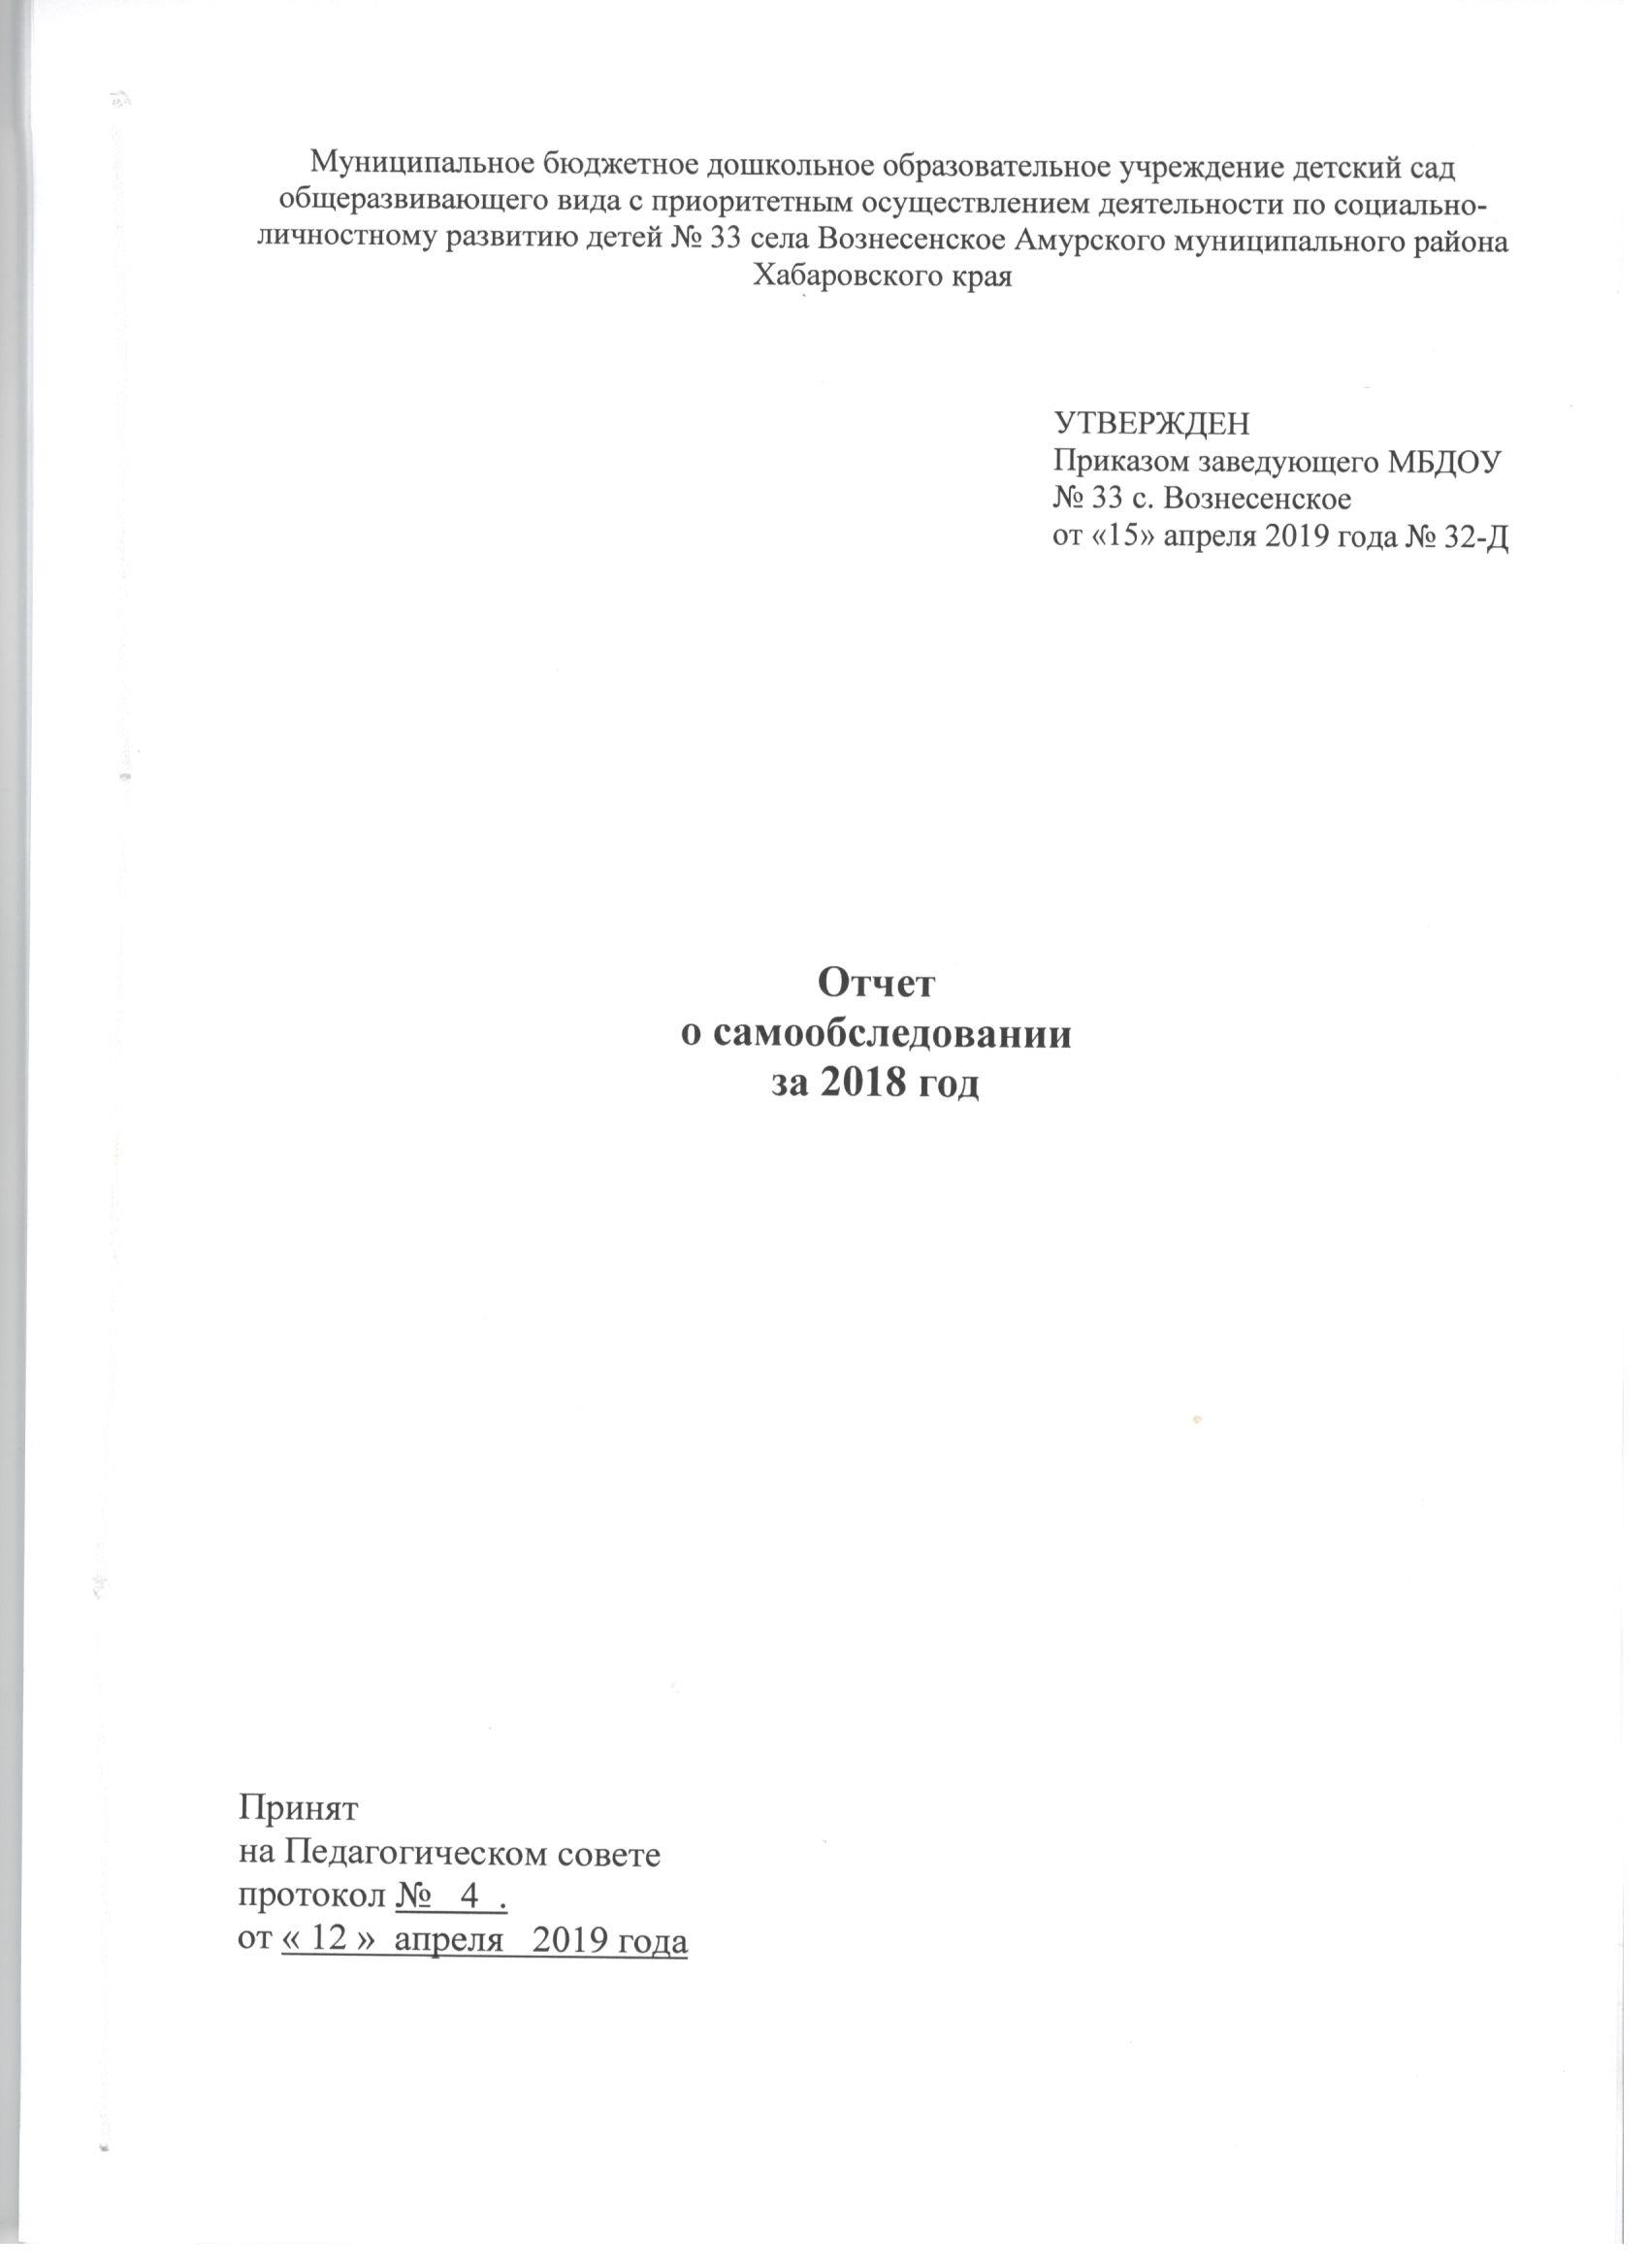 Муниципальное бюджетное дошкольное образовательное учреждение детский сад
общеразвивающего вида с приоритетным осуществлением деятельности по социально-
личностному развитию детей № 33 села Вознесенское Амурского муниципального района
Хабаровского края
УТВЕРЖДЕН
Приказом заведующего МБДОУ
№ 33 с. Вознесенское
от «15» апреля 2019 года № 32-Д
Отчет
о самообследовании
за 2018 год
Принят
на Педагогическом совете
протокол № 4 .
от « 12 » апреля 2019 года